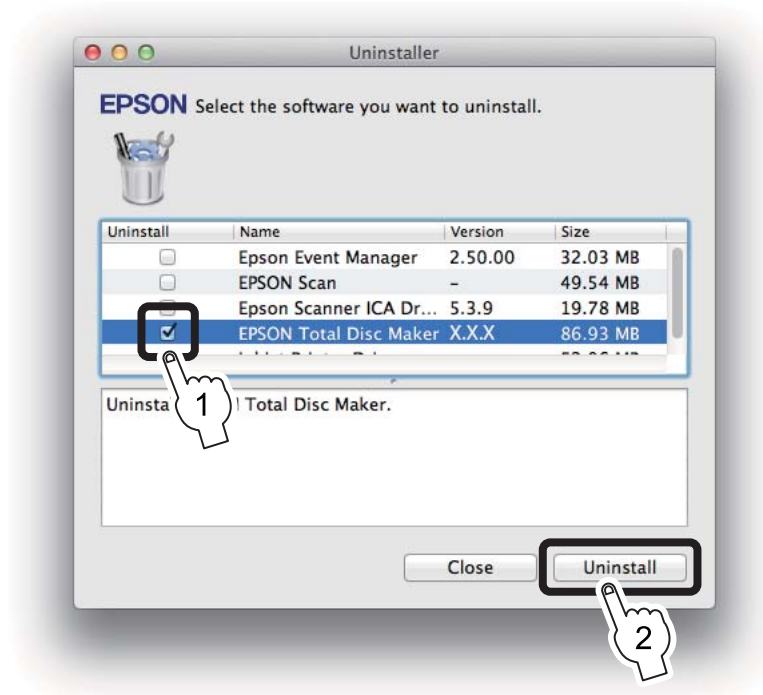 Uninstaller
EPSON Select the software you want to uninstall.
Uninstall Name Version Size
Epson Event Manager 2.50.00 32.03 MB
EPSON Scan – 49.54 MB
Epson Scanner ICA Dr... 5.3.9 19.78 MB
EPSON Total Disc Maker X.X.X 86.93 MB
1
Total Disc Maker.
Close Uninstall
2